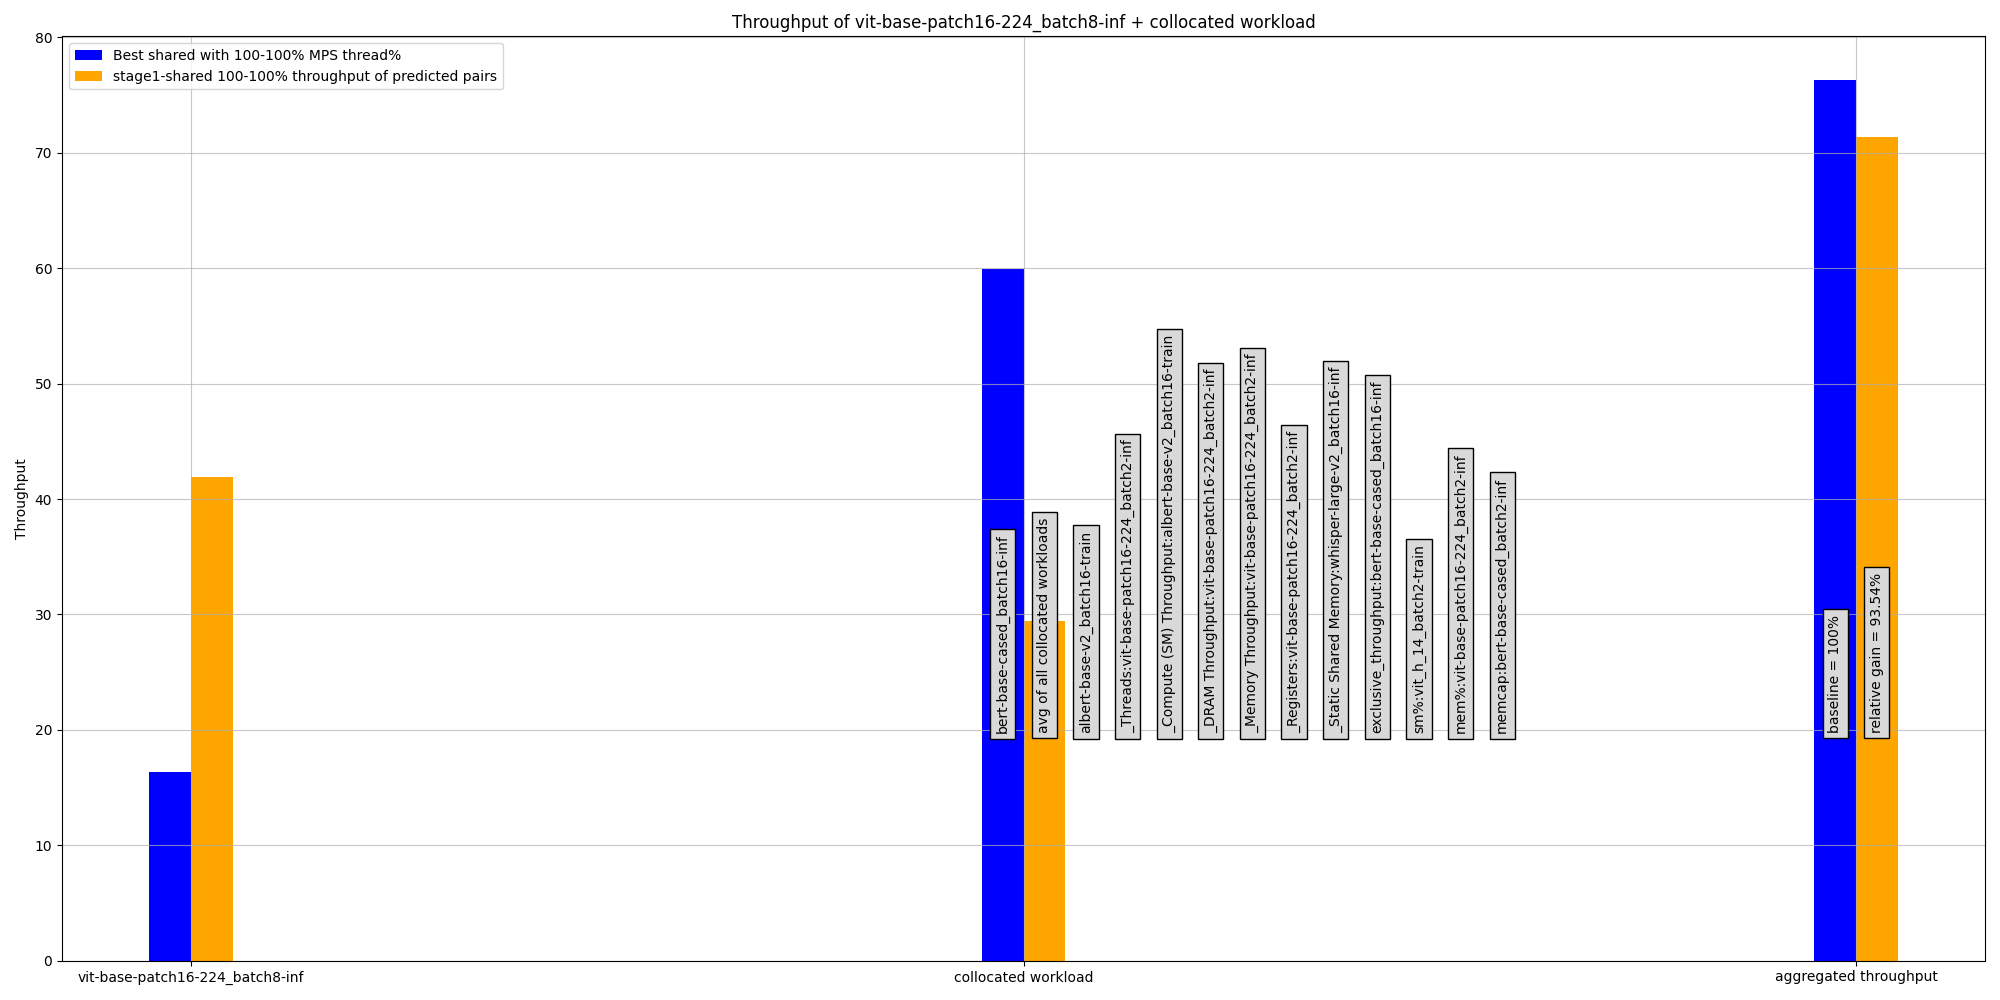 Throughput of vit-base-patch16-224_batch8-inf + collocated workload
Best shared with 100-100% MPS thread%
stage1-shared 100-100% throughput of predicted pairs
Throughput
80
70
60
50
40
30
20
10
0
bert-base-cased_batch16-inf
avg of all collocated workloads
albert-base-v2_batch16-train
_Threads:vit-base-patch16-224_batch2-inf
_Compute (SM) Throughput:albert-base-v2_batch16-train
_DRAM Throughput:vit-base-patch16-224_batch2-inf
_Memory Throughput:vit-base-patch16-224_batch2-inf
_Registers:vit-base-patch16-224_batch2-inf
_Static Shared Memory:whisper-large-v2_batch16-inf
exclusive_throughput:bert-base-cased_batch16-inf
sm%:vit_h_14_batch2-train
mem%:vit-base-patch16-224_batch2-inf
memcap:bert-base-cased_batch2-inf
baseline = 100%
relative gain = 93.54%
vit-base-patch16-224_batch8-inf
collocated workload
aggregated throughput